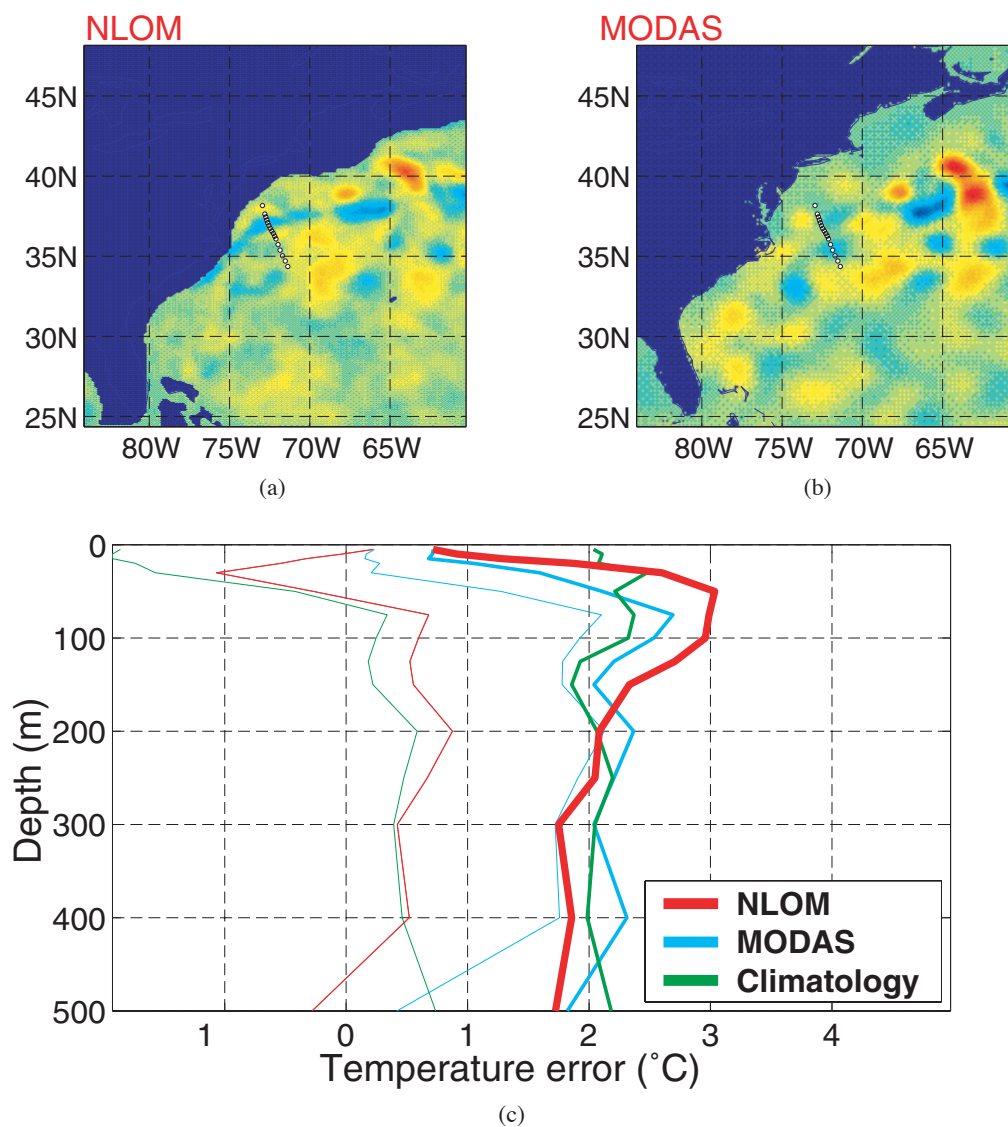 NLOM
MODAS
45N
40N
35N
30N
25N
80W 75W 70W 65W
45N
40N
35N
30N
25N
80W 75W 70W 65W
(a)
(b)
0
100
200
300
400
500
Depth (m)
NLOM
MODAS
Climatology
1 0 1 2 3 4
Temperature error (˚C)
(c)